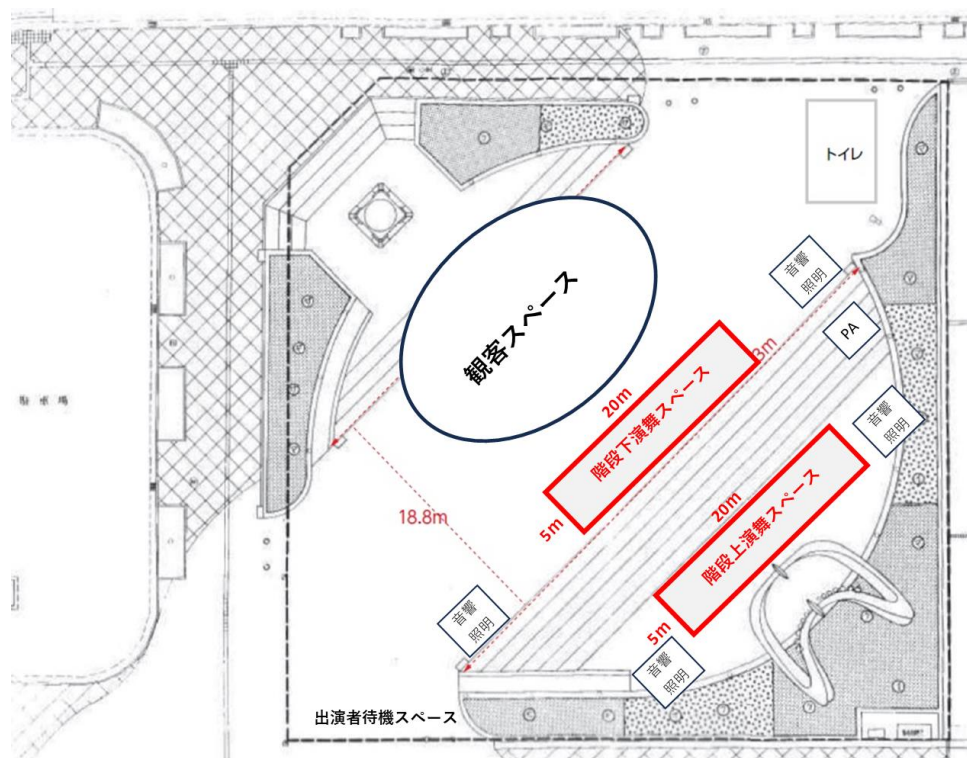 トイレ
音響
照明
観客スペース
PA
3m
20m
階段下演舞スペース
5m
音響
照明
駐車場
18.8m
20m
階段上演舞スペース
5m
音響
照明
音響
照明
出演者待機スペース